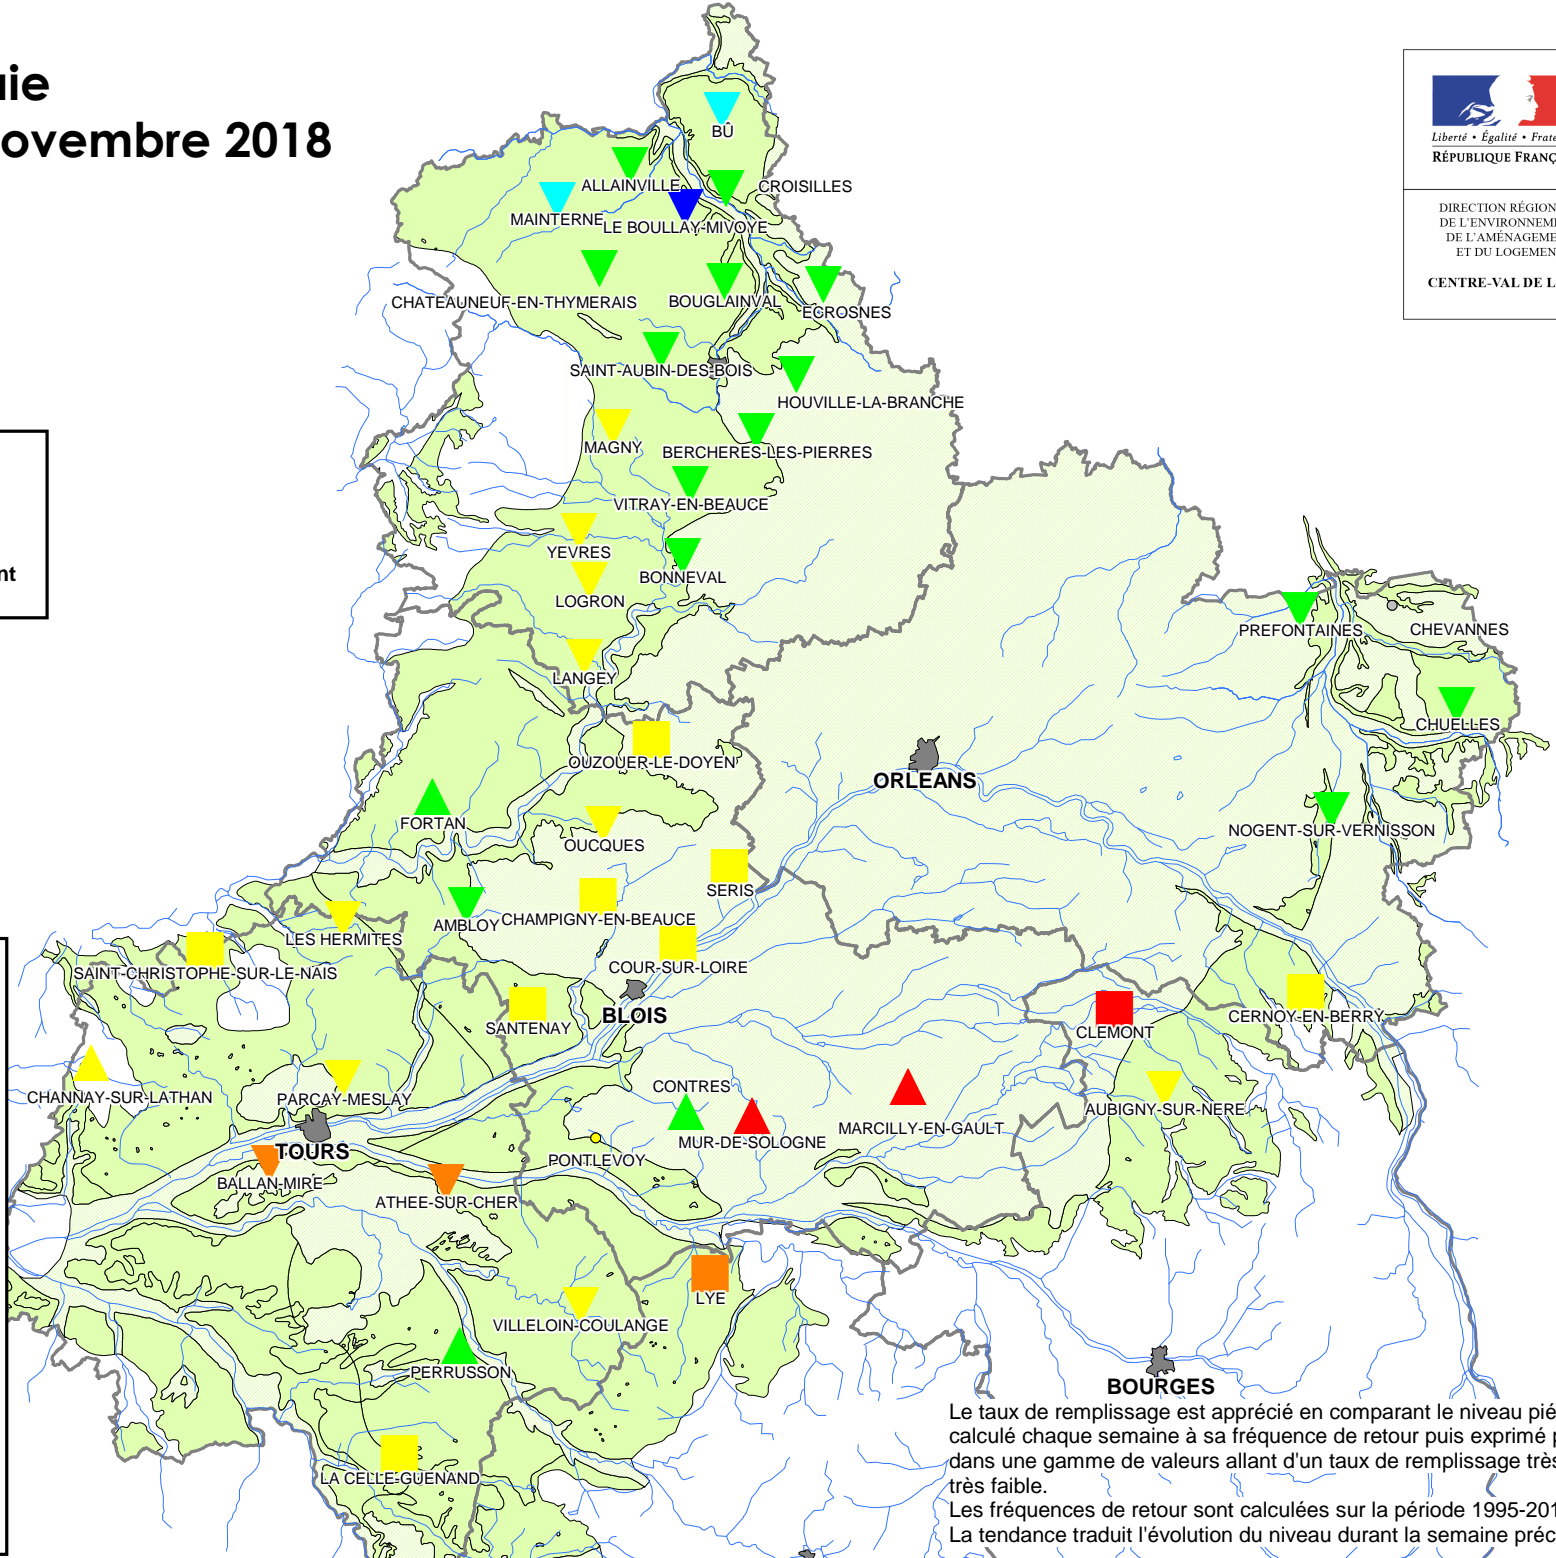 uie
ovembre 2018
Liberté • Égalité • Frate
RÉPUBLIQUE FRANÇ
DIRECTION RÉGION
DE L'ENVIRONNEM
DE L'AMÉNAGEME
ET DU LOGEMEN
CENTRE-VAL DE L
nt
BÛ
ALLAINVILLE
CROISILLES
MAINTERNE
LE BOULLAY-MIVOYE
CHATEAUNEUF-EN-THYMERAIS
BOUGLAINVAL
ECROSNES
SAINT-AUBIN-DES-BOIS
HOUVILLE-LA-BRANCHE
MAGNY
BERCHERES-LES-PIERRES
VITRAY-EN-BEAUCE
YEVRES
BONNEVAL
LOGRON
PREFONTAINES
CHEVANNES
LANGEY
CHUELLES
OUZOUER-LE-DOYEN
ORLEANS
FORTAN
OUCQUES
NOGENT-SUR-VERNISSON
SERIS
AMBLOY
CHAMPIGNY-EN-BEAUCE
LES HERMITES
SAINT-CHRISTOPHE-SUR-LE-NAIS
COUR-SUR-LOIRE
SANTENAY
BLOIS
CLEMONT
CERNOY-EN-BERRY
CHANNAY-SUR-LATHAN
PARCAY-MESLAY
CONTRES
AUBIGNY-SUR-NERE
MUR-DE-SOLOGNE
MARCILLY-EN-GAULT
TOURS
PONTLEVOY
BALLAN-MIRE
ATHEE-SUR-CHER
LYE
VILLELOIN-COULANGE
PERRUSSON
BOURGES
LA CELLE-GUENAND
Le taux de remplissage est apprécié en comparant le niveau pié
calculé chaque semaine à sa fréquence de retour puis exprimé p
dans une gamme de valeurs allant d'un taux de remplissage très
très faible.
Les fréquences de retour sont calculées sur la période 1995-201
La tendance traduit l'évolution du niveau durant la semaine préc